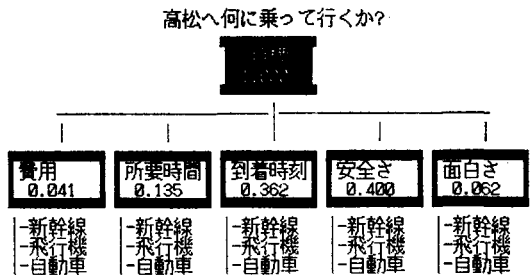 高松へ何に乗って行くか?
費用 所要時間 到着時刻 安全さ 面白さ
0.041 0.135 0.362 0.400 0.062
-新幹線 -新幹線 -新幹線 -新幹線 -新幹線
-飛行機 -飛行機 -飛行機 -飛行機 -飛行機
-自動車 -自動車 -自動車 -自動車 -自動車